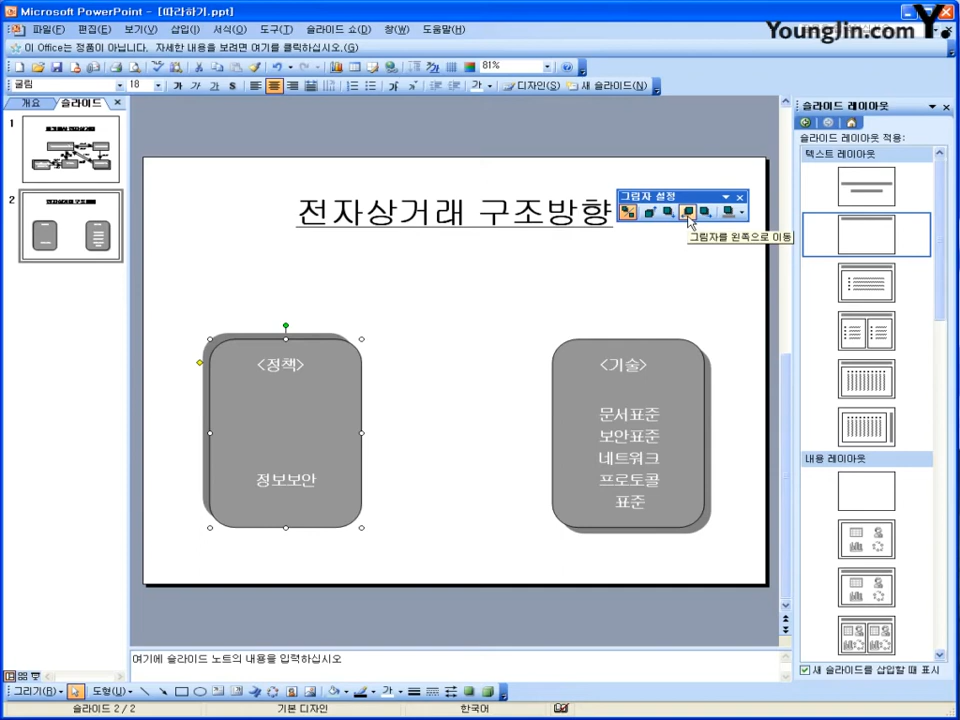 Microsoft PowerPoint - [따라하기.ppt]
Younglin.com Y.
파일(F) 편집(E) 보기(V) 삽입(I) 서식(O) 도구(T) 슬라이드 쇼(D) 창(W) 도움말(H)
이 Office는 정품이 아닙니다. 자세한 내용을 보려면 여기를 클릭하십시오.(G)
81%
굴림 18 가 가 가 S 가 가 가 디자인(S) 새 슬라이드(N)
개요 슬라이드
슬라이드 레이아웃
슬라이드 레이아웃 적용:
텍스트 레이아웃
1
2
전자상거래 구조방향
그림자 설정
그림자를 왼쪽으로 이동
<정책>
정보보안
<기술>
문서표준
보안표준
네트워크
프로토콜
표준
내용 레이아웃
여기에 슬라이드 노트의 내용을 입력하십시오
새 슬라이드를 삽입할 때 표시
그리기(R) 도형(U) 가
슬라이드 2 / 2 기본 디자인 한국어